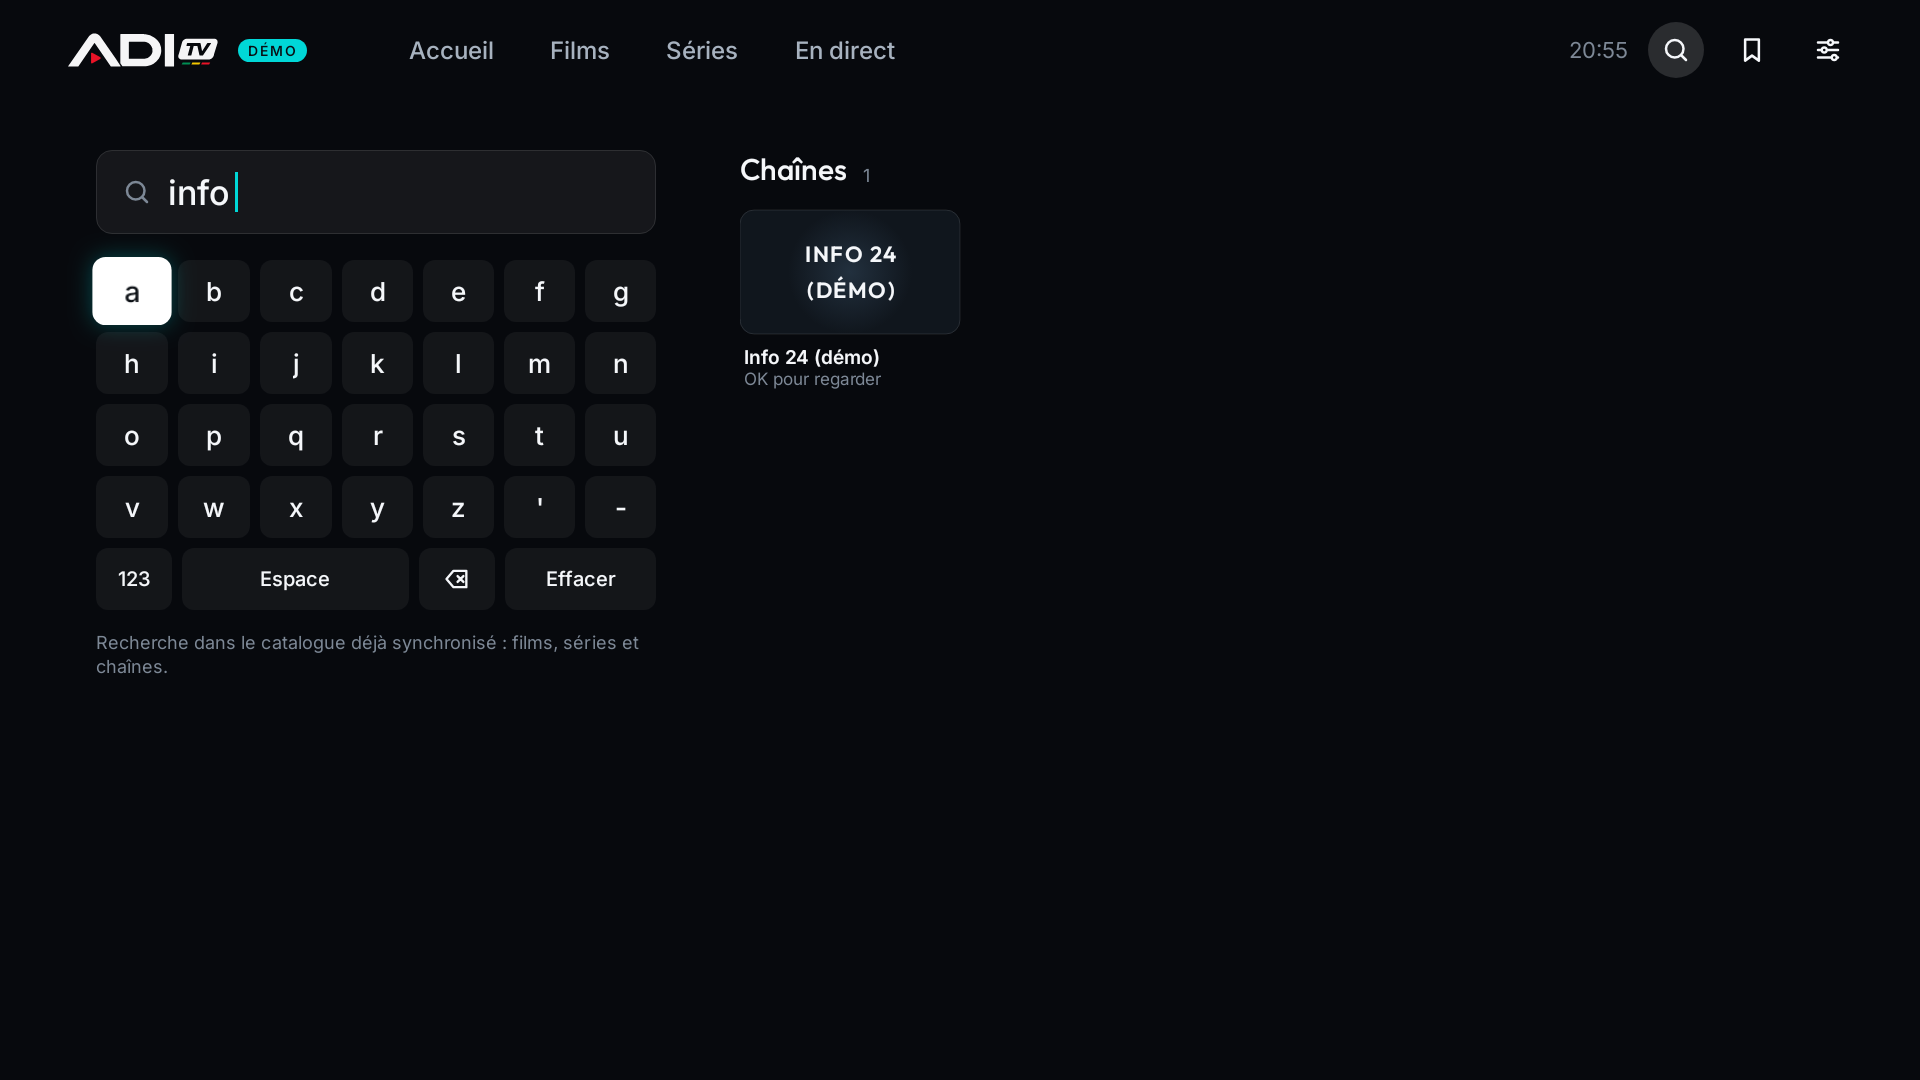 ADI TV DÉMO Accueil Films Séries En direct 20:55
info
a b c d e f g
h i j k l m n
o p q r s t u
v w x y z ' -
123 Espace Effacer
Recherche dans le catalogue déjà synchronisé : films, séries et
chaînes.
Chaînes 1
INFO 24
(DÉMO)
Info 24 (démo)
OK pour regarder